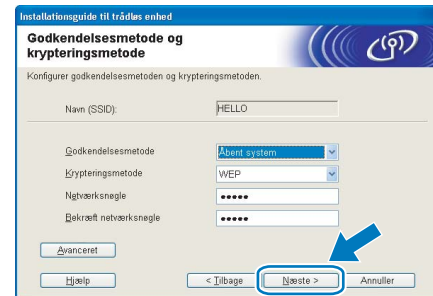 Installationsguide til trådløs enhed
Godkendelsesmetode og
krypteringsmetode
Konfigurer godkendelsesmetoden og krypteringsmetoden.
Navn (SSID): HELLO
Godkendelsesmetode Åbent system
Krypteringsmetode WEP
Netværksnøgle •••••
Bekræft netværksnøgle •••••
Avanceret
Hjælp < Tilbage Næste > Annuller